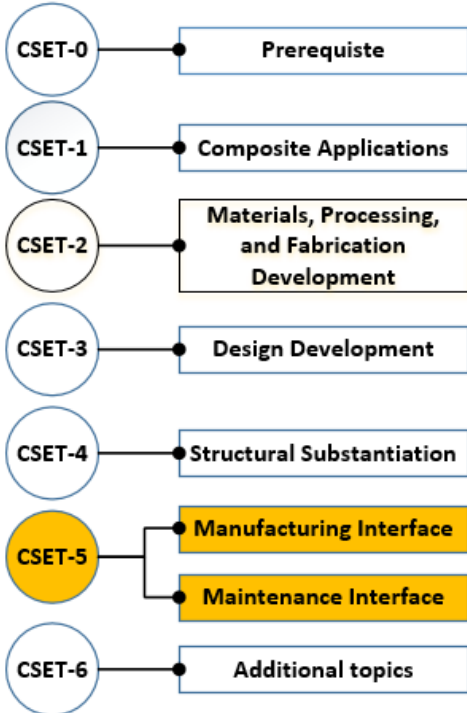 CSET-0
Prerequiste
CSET-1
Composite Applications
CSET-2
Materials, Processing,
and Fabrication
Development
CSET-3
Design Development
CSET-4
Structural Substantiation
CSET-5
Manufacturing Interface
Maintenance Interface
CSET-6
Additional topics